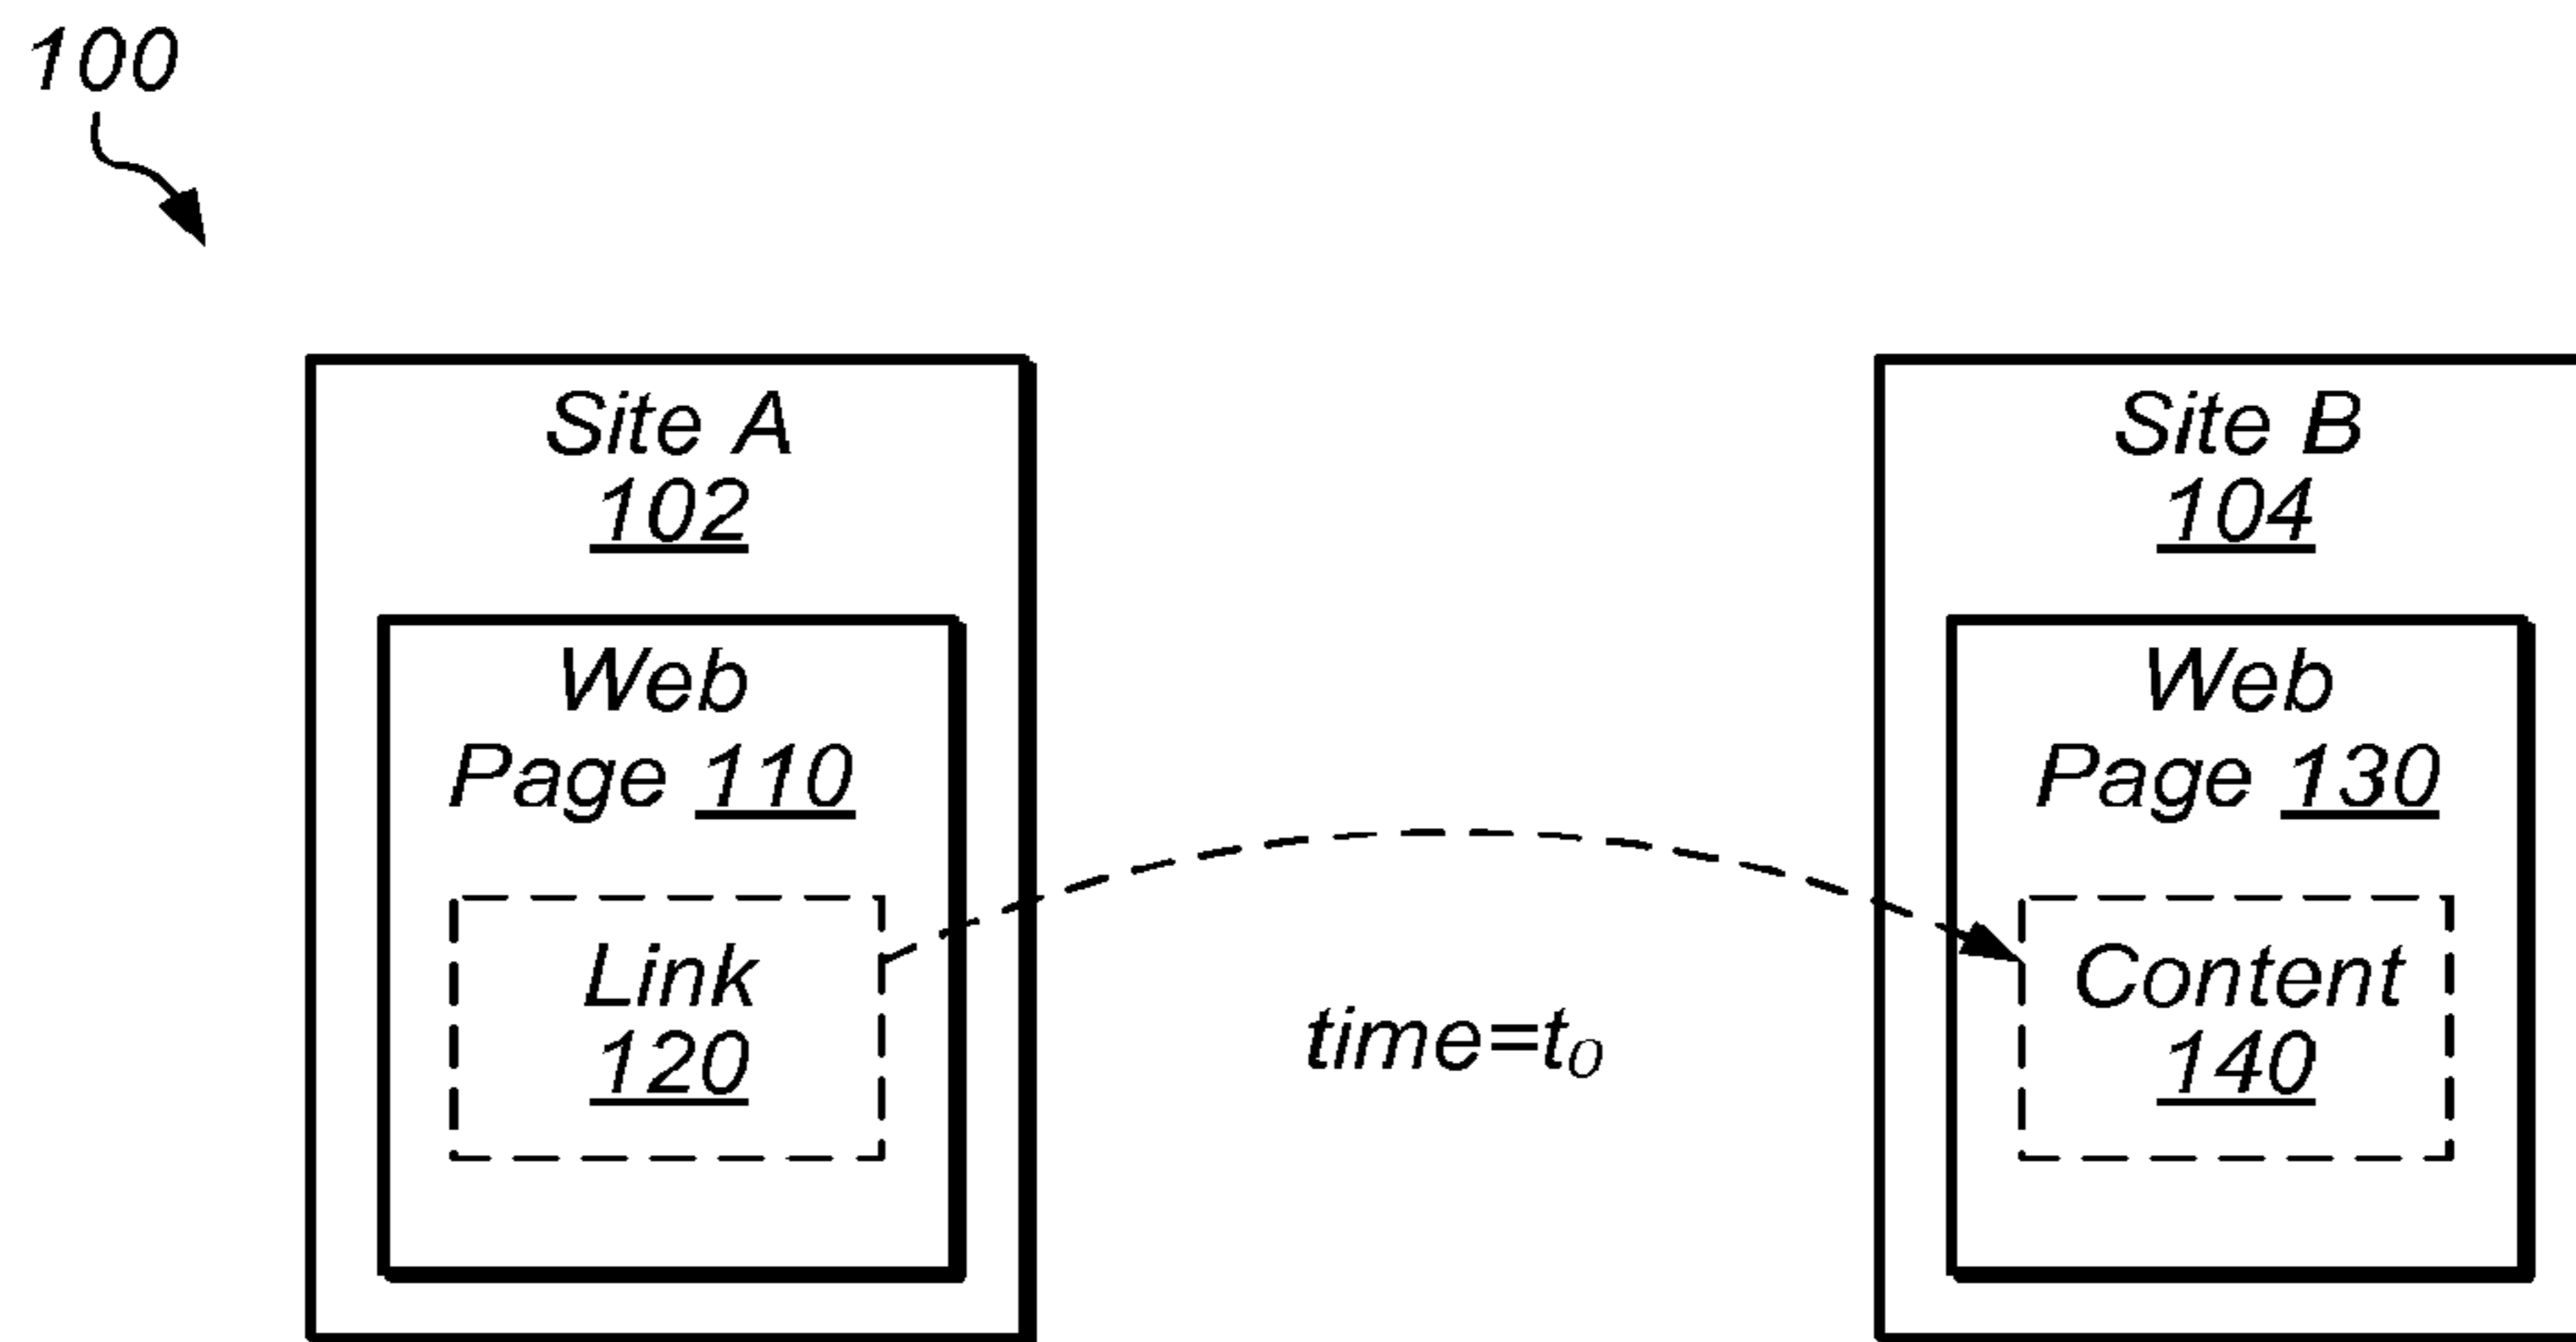 100
Site A
102
Web
Page 110
Link
120
time=t₀
Site B
104
Web
Page 130
Content
140